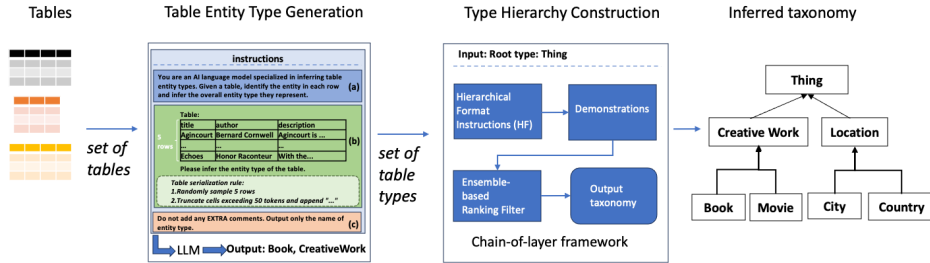 Tables
Table Entity Type Generation
Type Hierarchy Construction
Inferred taxonomy
set of
tables
instructions
You are an AI language model specialized in inferring table
entity types. Given a table, identify the entity in each row
and infer the overall entity type they represent.
(a)
Table:
title author description
Agincourt Bernard Cornwell Agincourt is ...
... ... ...
Echoes Honor Raconteur With the...
5
rows
(b)
Please infer the entity type of the table.
Table serialization rule:
1.Randomly sample 5 rows
2.Truncate cells exceeding 50 tokens and append "..."
Do not add any EXTRA comments. Output only the name of
entity type.
(c)
LLM
Output: Book, CreativeWork
set of
table
types
Input: Root type: Thing
Hierarchical
Format
Instructions (HF)
Demonstrations
Ensemble-
based
Ranking Filter
Output
taxonomy
Chain-of-layer framework
Thing
Creative Work
Location
Book
Movie
City
Country